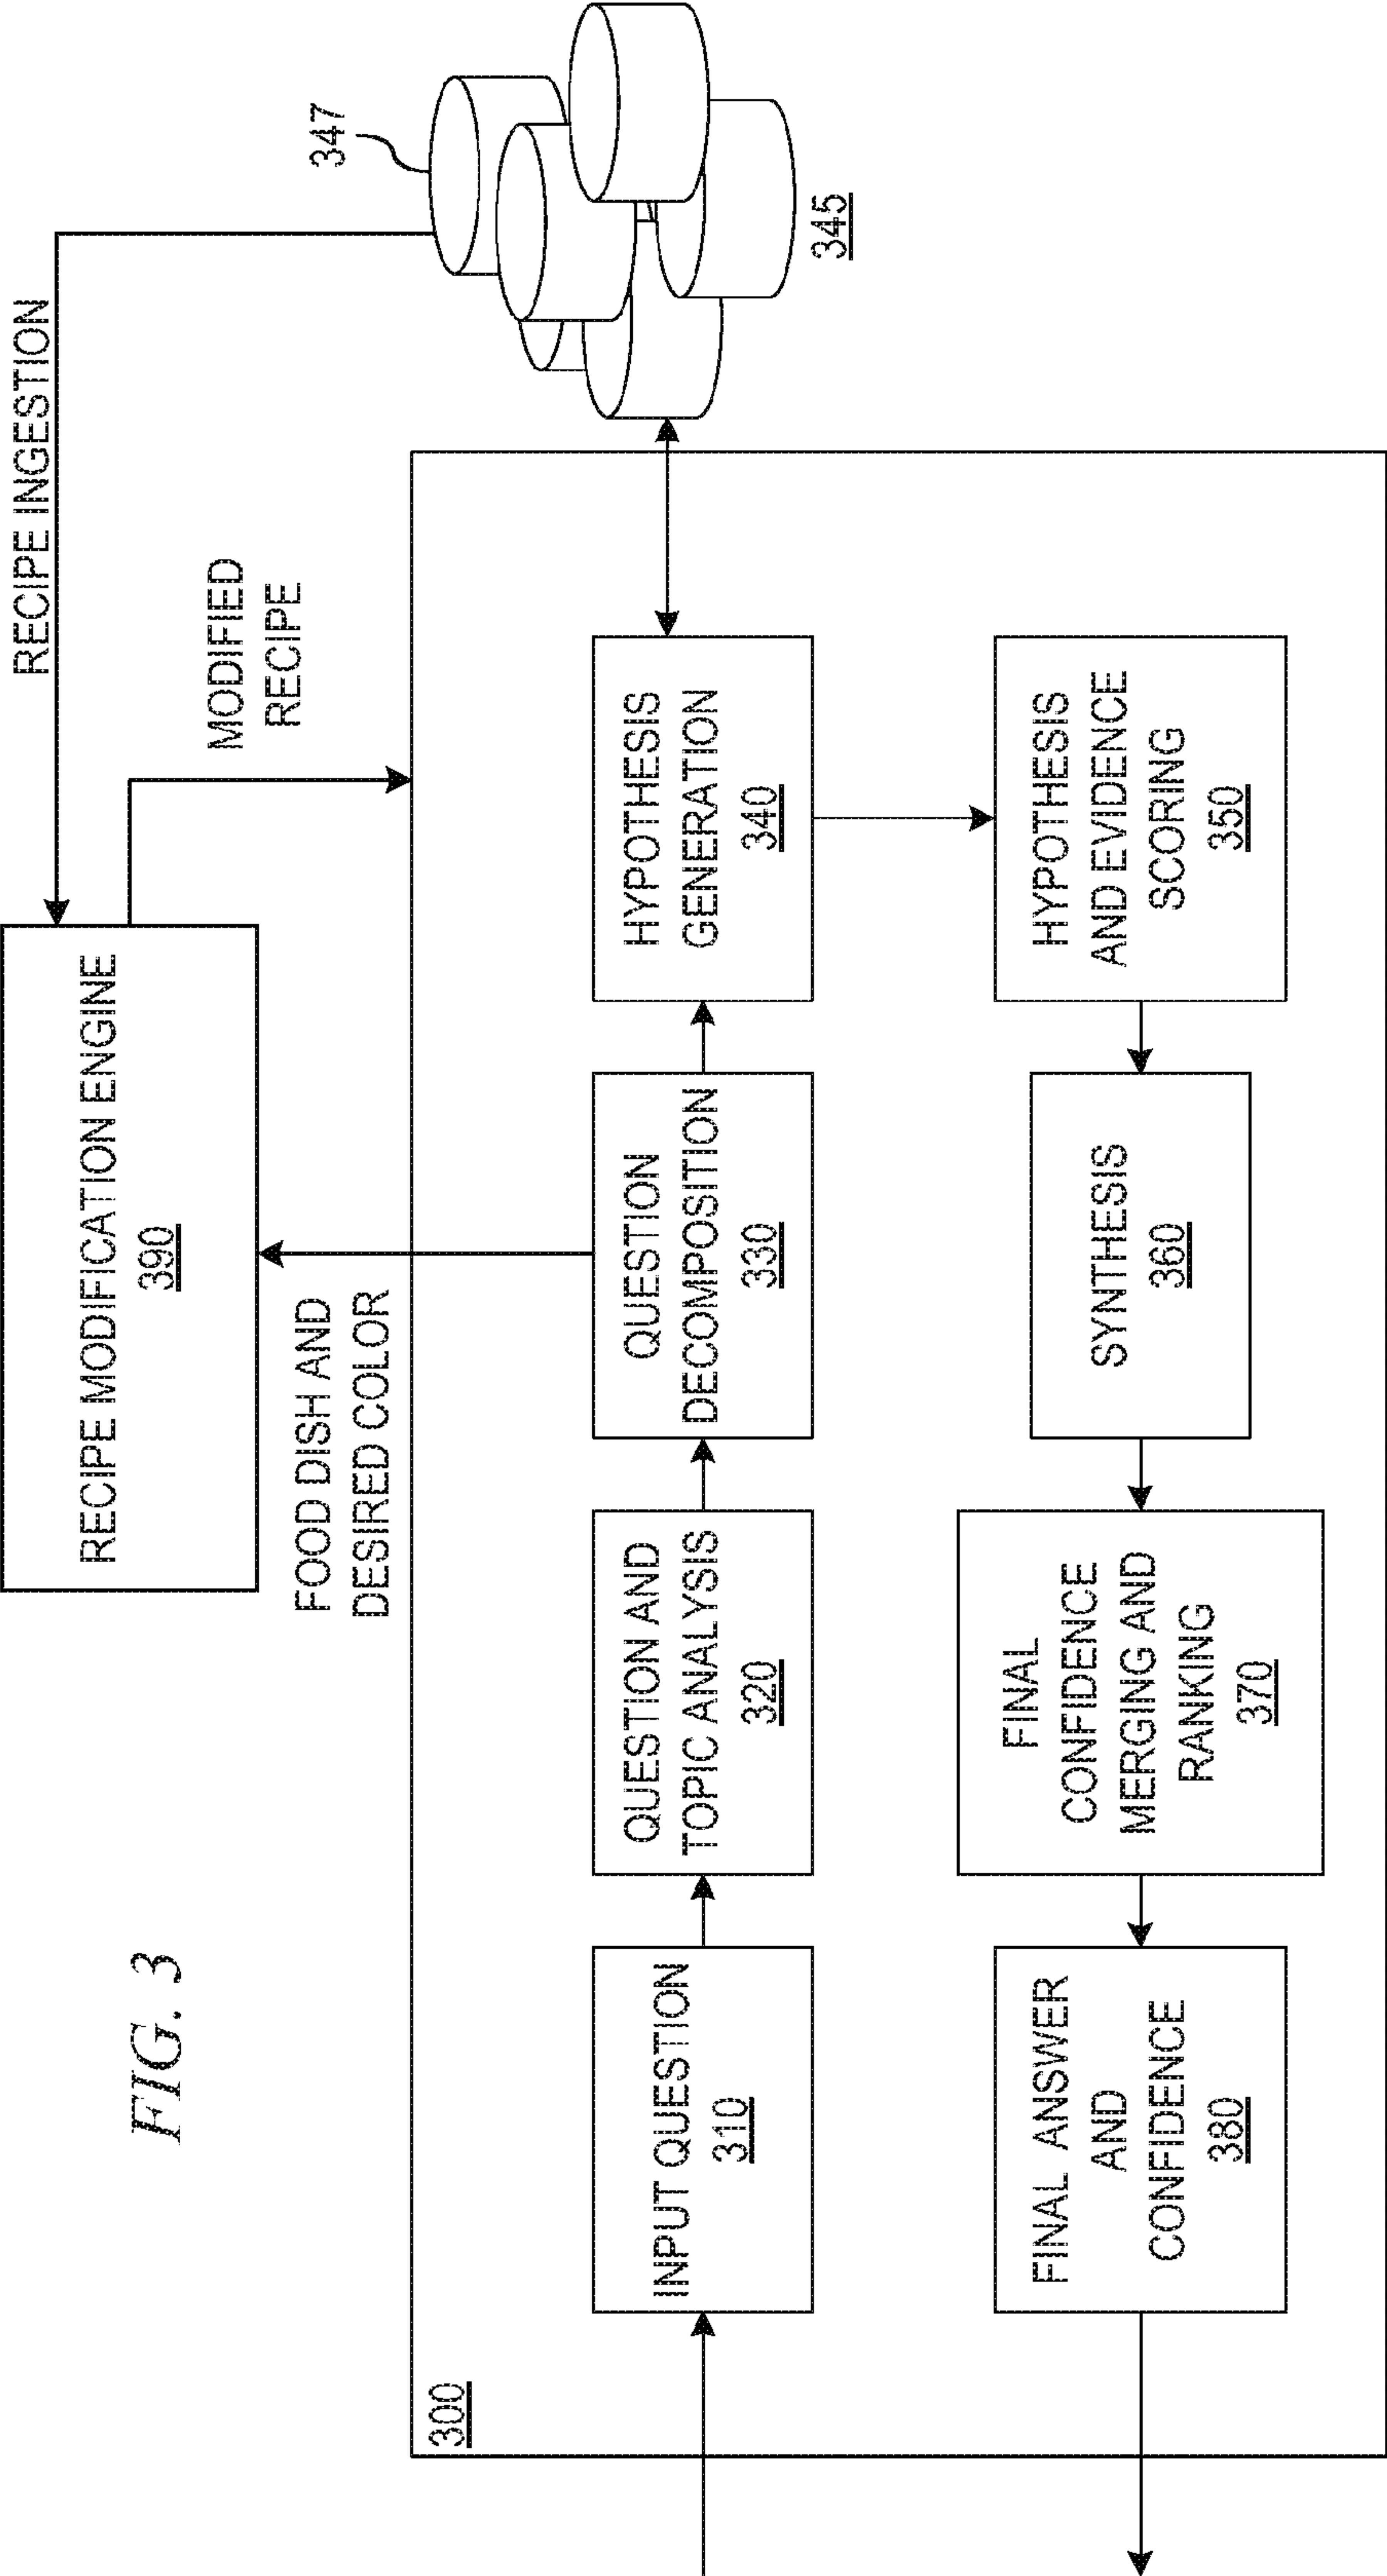 FIG. 3
RECIPE MODIFICATION ENGINE
390
RECIPE INGESTION
MODIFIED
RECIPE
347
FOOD DISH AND
DESIRED COLOR
300
INPUT QUESTION
310
QUESTION AND
TOPIC ANALYSIS
320
QUESTION
DECOMPOSITION
330
HYPOTHESIS
GENERATION
340
345
FINAL ANSWER
AND
CONFIDENCE
380
FINAL
CONFIDENCE
MERGING AND
RANKING
370
SYNTHESIS
360
HYPOTHESIS
AND EVIDENCE
SCORING
350